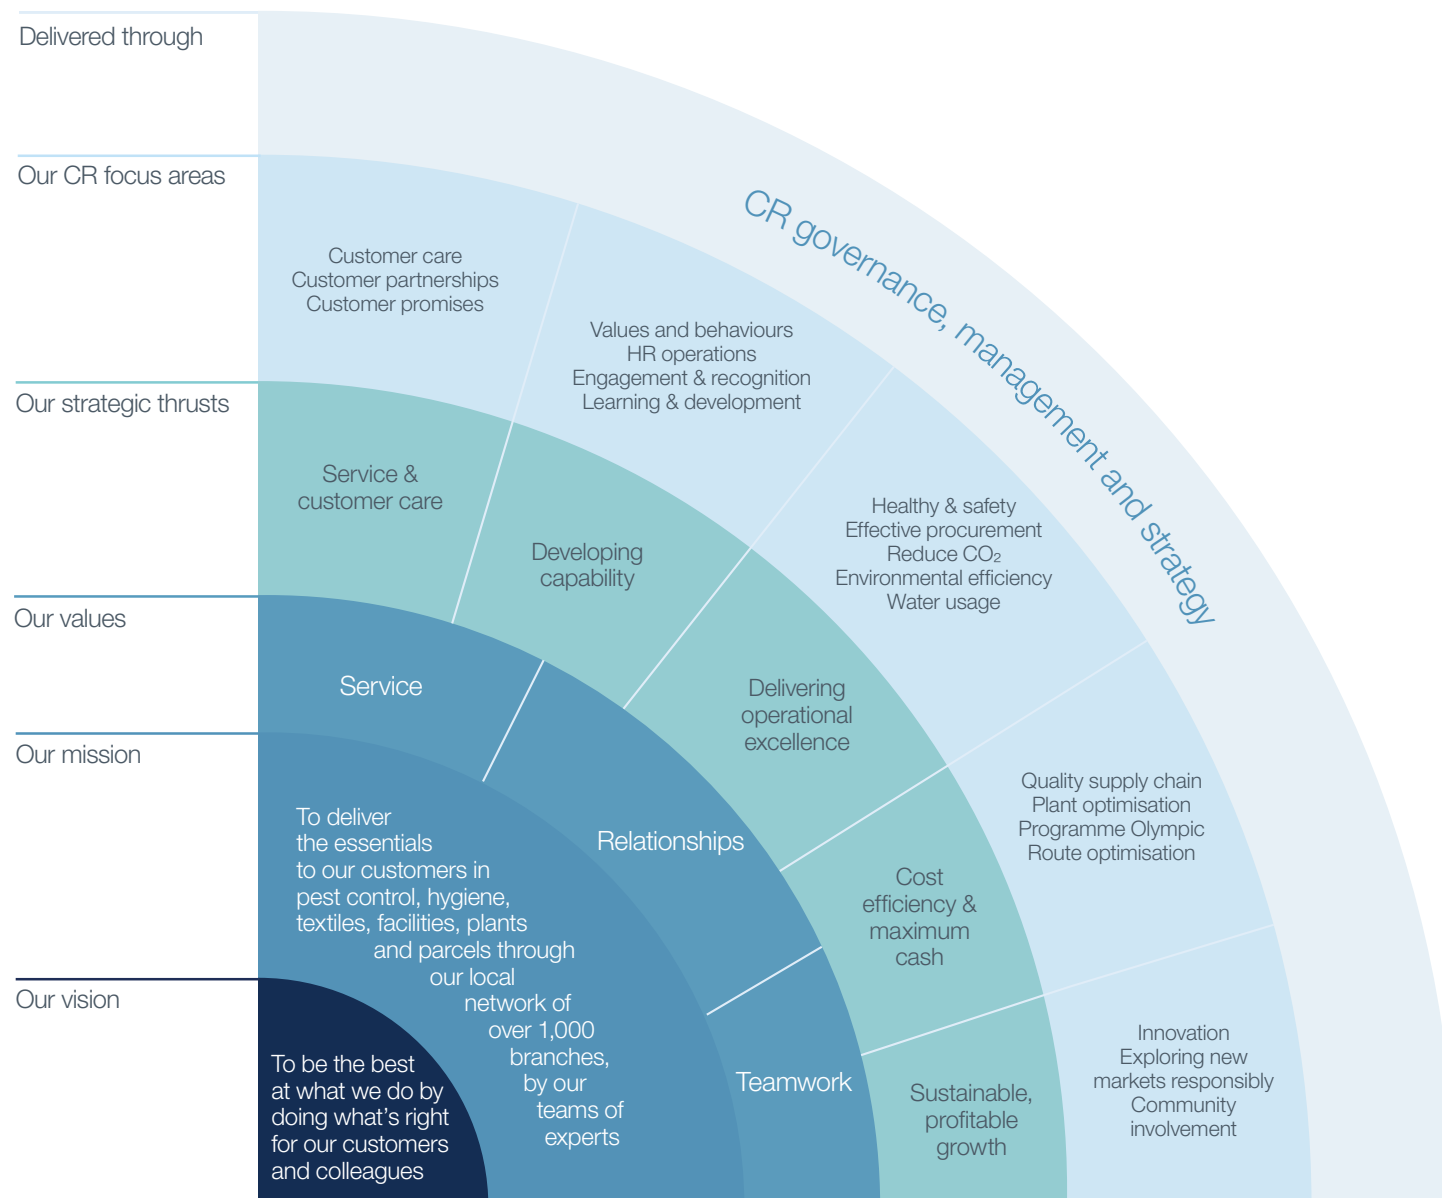 Delivered through
CR governance, management and strategy
Our CR focus areas
Customer care
Customer partnerships
Customer promises
Values and behaviours
HR operations
Engagement & recognition
Learning & development
Healthy & safety
Effective procurement
Reduce CO₂
Environmental efficiency
Water usage
Quality supply chain
Plant optimisation
Programme Olympic
Route optimisation
Innovation
Exploring new
markets responsibly
Community
involvement
Our strategic thrusts
Service &
customer care
Developing
capability
Delivering
operational
excellence
Cost
efficiency &
maximum
cash
Sustainable,
profitable
growth
Our values
Service
Relationships
Teamwork
Our mission
To deliver
the essentials
to our customers in
pest control, hygiene,
textiles, facilities, plants
and parcels through
our local
network of
over 1,000
branches,
by our
teams of
experts
Our vision
To be the best
at what we do by
doing what's right
for our customers
and colleagues